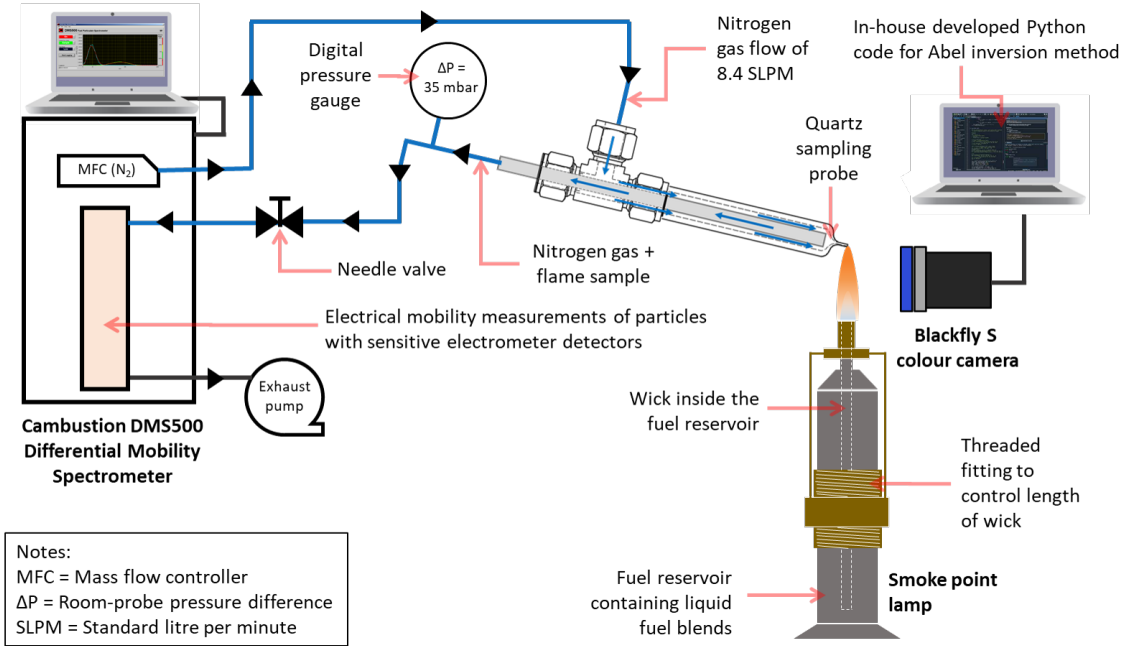 Digital
pressure
gauge
ΔP =
35 mbar
Nitrogen
gas flow of
8.4 SLPM
In-house developed Python
code for Abel inversion method
Quartz
sampling
probe
MFC (N₂)
Needle valve
Nitrogen gas +
flame sample
Electrical mobility measurements of particles
with sensitive electrometer detectors
Exhaust
pump
Cambustion DMS500
Differential Mobility
Spectrometer
Blackfly S
colour camera
Wick inside the
fuel reservoir
Threaded
fitting to
control length
of wick
Fuel reservoir
containing liquid
fuel blends
Smoke point
lamp
Notes:
MFC = Mass flow controller
ΔP = Room-probe pressure difference
SLPM = Standard litre per minute